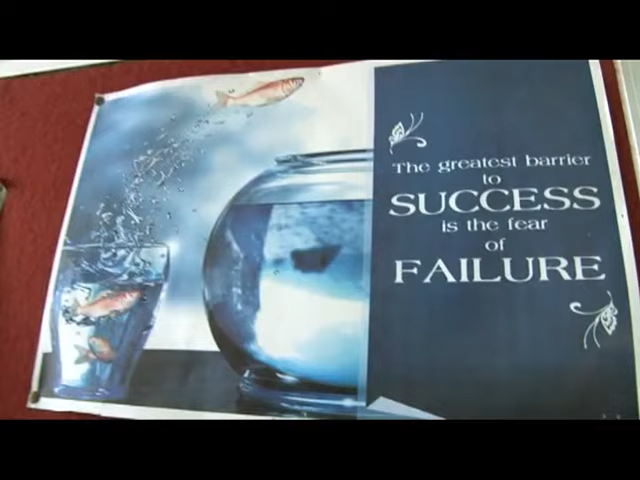 The greatest barrier
to
SUCCESS
is the fear
of
FAILURE